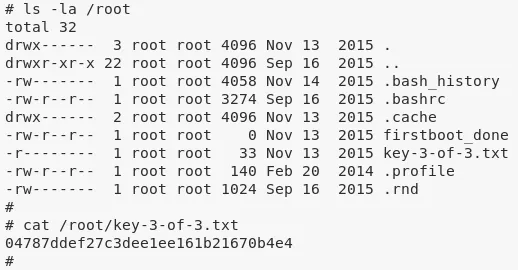 # ls -la /root
total 32
drwx------  3 root root 4096 Nov 13  2015 .
drwxr-xr-x 22 root root 4096 Sep 16  2015 ..
-rw-------  1 root root 4058 Nov 14  2015 .bash_history
-rw-r--r--  1 root root 3274 Sep 16  2015 .bashrc
drwx------  2 root root 4096 Nov 13  2015 .cache
-rw-r--r--  1 root root    0 Nov 13  2015 firstboot_done
-r--------  1 root root   33 Nov 13  2015 key-3-of-3.txt
-rw-r--r--  1 root root  140 Feb 20  2014 .profile
-rw-------  1 root root 1024 Sep 16  2015 .rnd
#
# cat /root/key-3-of-3.txt
04787ddef27c3dee1ee161b21670b4e4
#